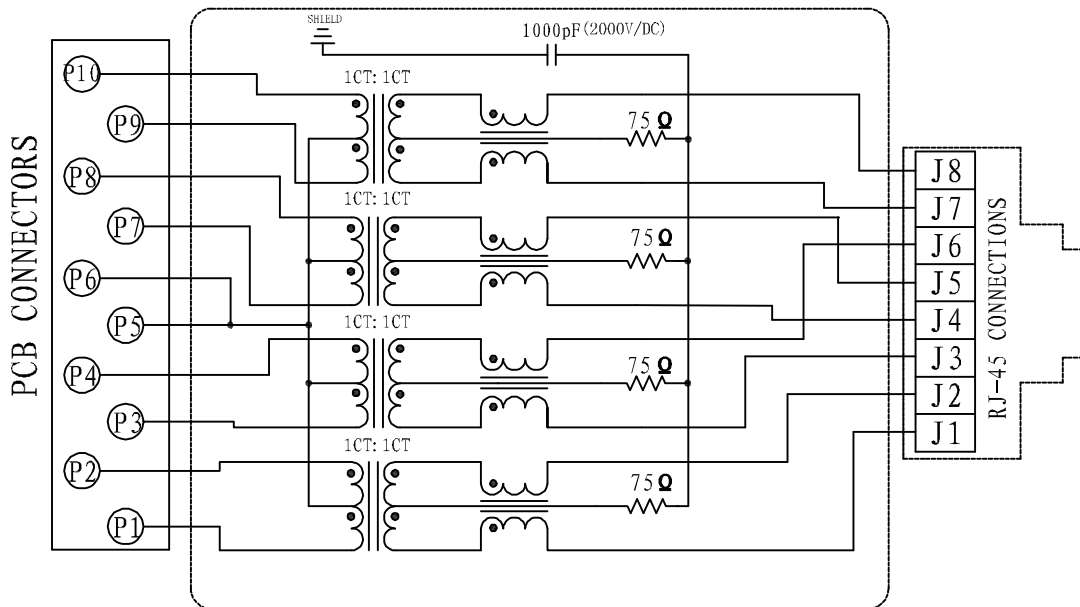 SHIELD
1000pF(2000V/DC)
PCB CONNECTORS
P10
P9
P8
P7
P6
P5
P4
P3
P2
P1
1CT:1CT
75Ω
1CT:1CT
75Ω
1CT:1CT
75Ω
1CT:1CT
75Ω
J8
J7
J6
J5
J4
J3
J2
J1
RJ-45 CONNECTIONS